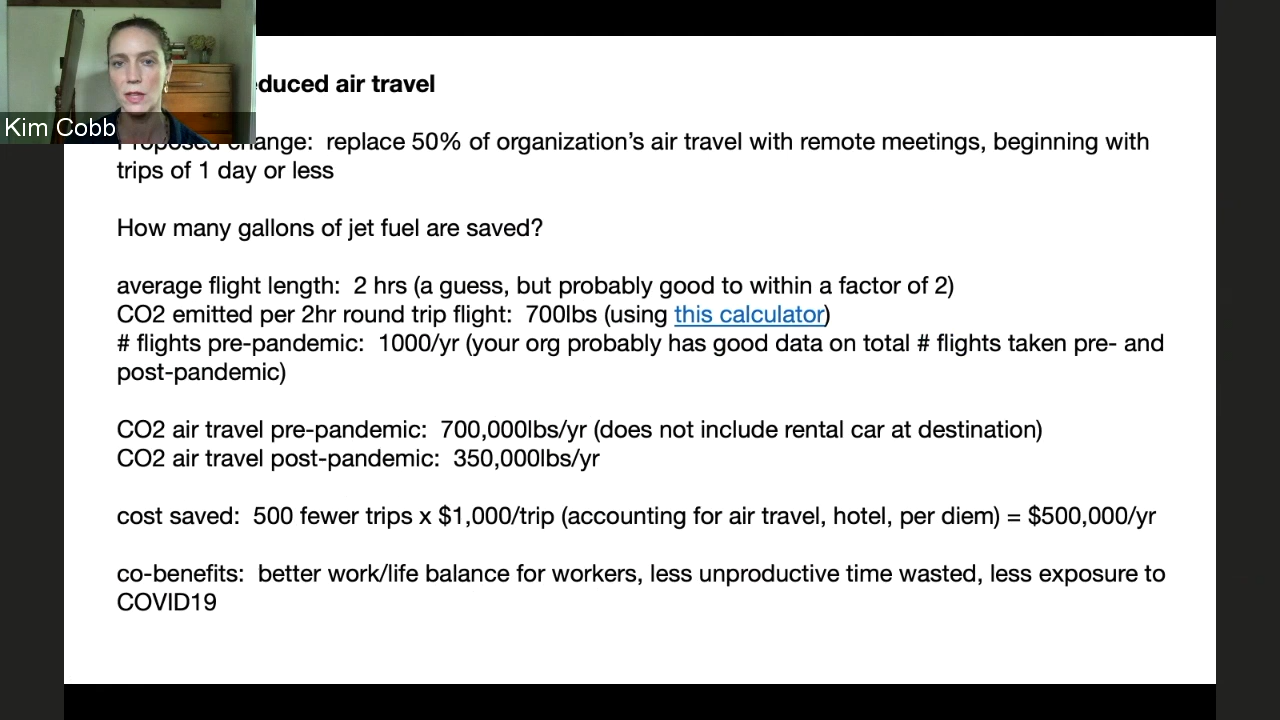 educed air travel
Kim Cobb
change: replace 50% of organization's air travel with remote meetings, beginning with
trips of 1 day or less
How many gallons of jet fuel are saved?
average flight length: 2 hrs (a guess, but probably good to within a factor of 2)
CO2 emitted per 2hr round trip flight: 700lbs (using this calculator)
# flights pre-pandemic: 1000/yr (your org probably has good data on total # flights taken pre- and
post-pandemic)
CO2 air travel pre-pandemic: 700,000lbs/yr (does not include rental car at destination)
CO2 air travel post-pandemic: 350,000lbs/yr
cost saved: 500 fewer trips x $1,000/trip (accounting for air travel, hotel, per diem) = $500,000/yr
co-benefits: better work/life balance for workers, less unproductive time wasted, less exposure to
COVID19